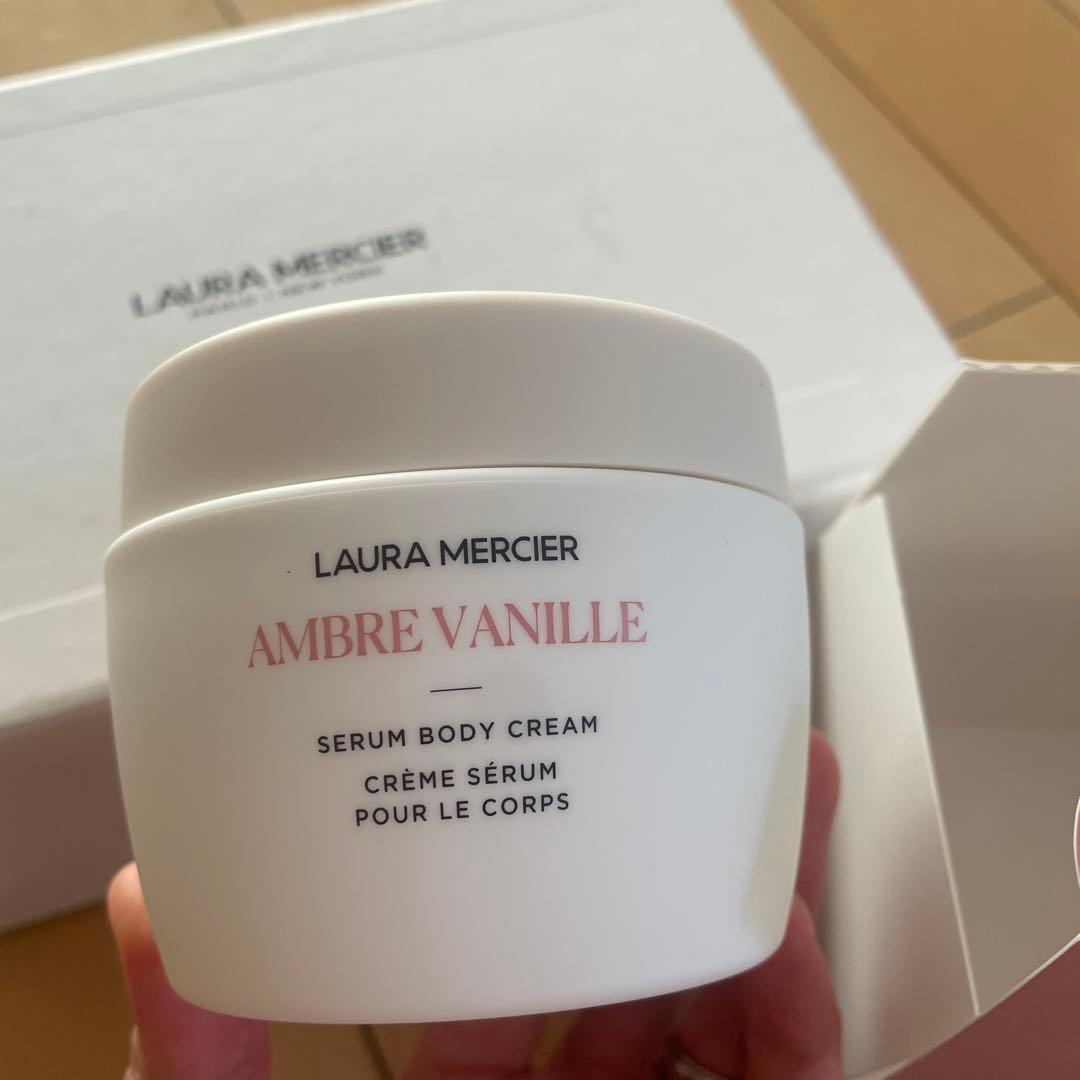 LAURA MERCIER
LAURA MERCIER
AMBRE VANILLE
SERUM BODY CREAM
CRÈME SÉRUM
POUR LE CORPS